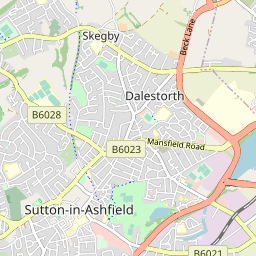 Skegby
Beck Lane
Dalestorth
B6028
Mansfield Road
B6023
Sutton-in-Ashfield
B6021